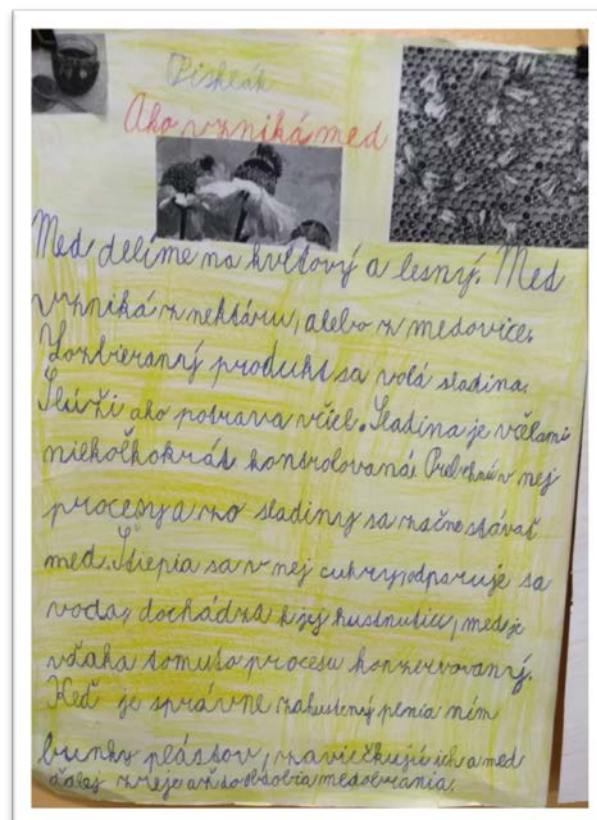 Ako vzniká med
Med delíme na kvetový a lesný. Med
vzniká z nektáru, alebo z medovice.
Pozbieranný produkt sa volá sladina.
Slúži ako potrava včiel. Sladina je včelami
niekoľkokrát kontrolovaná. Prebehnú v nej
procesy a zo sladiny sa začne stávať
med. Štiepia sa v nej cukry, odparuje sa
voda, dochádza k jej hustnutiu, med je
vďaka tomuto procesu konzervovaný.
Keď je správne zahustený plnia ním
bunky plástov, zaviečkujú ich a med
ďalej zreje až do obdobia medobrania.